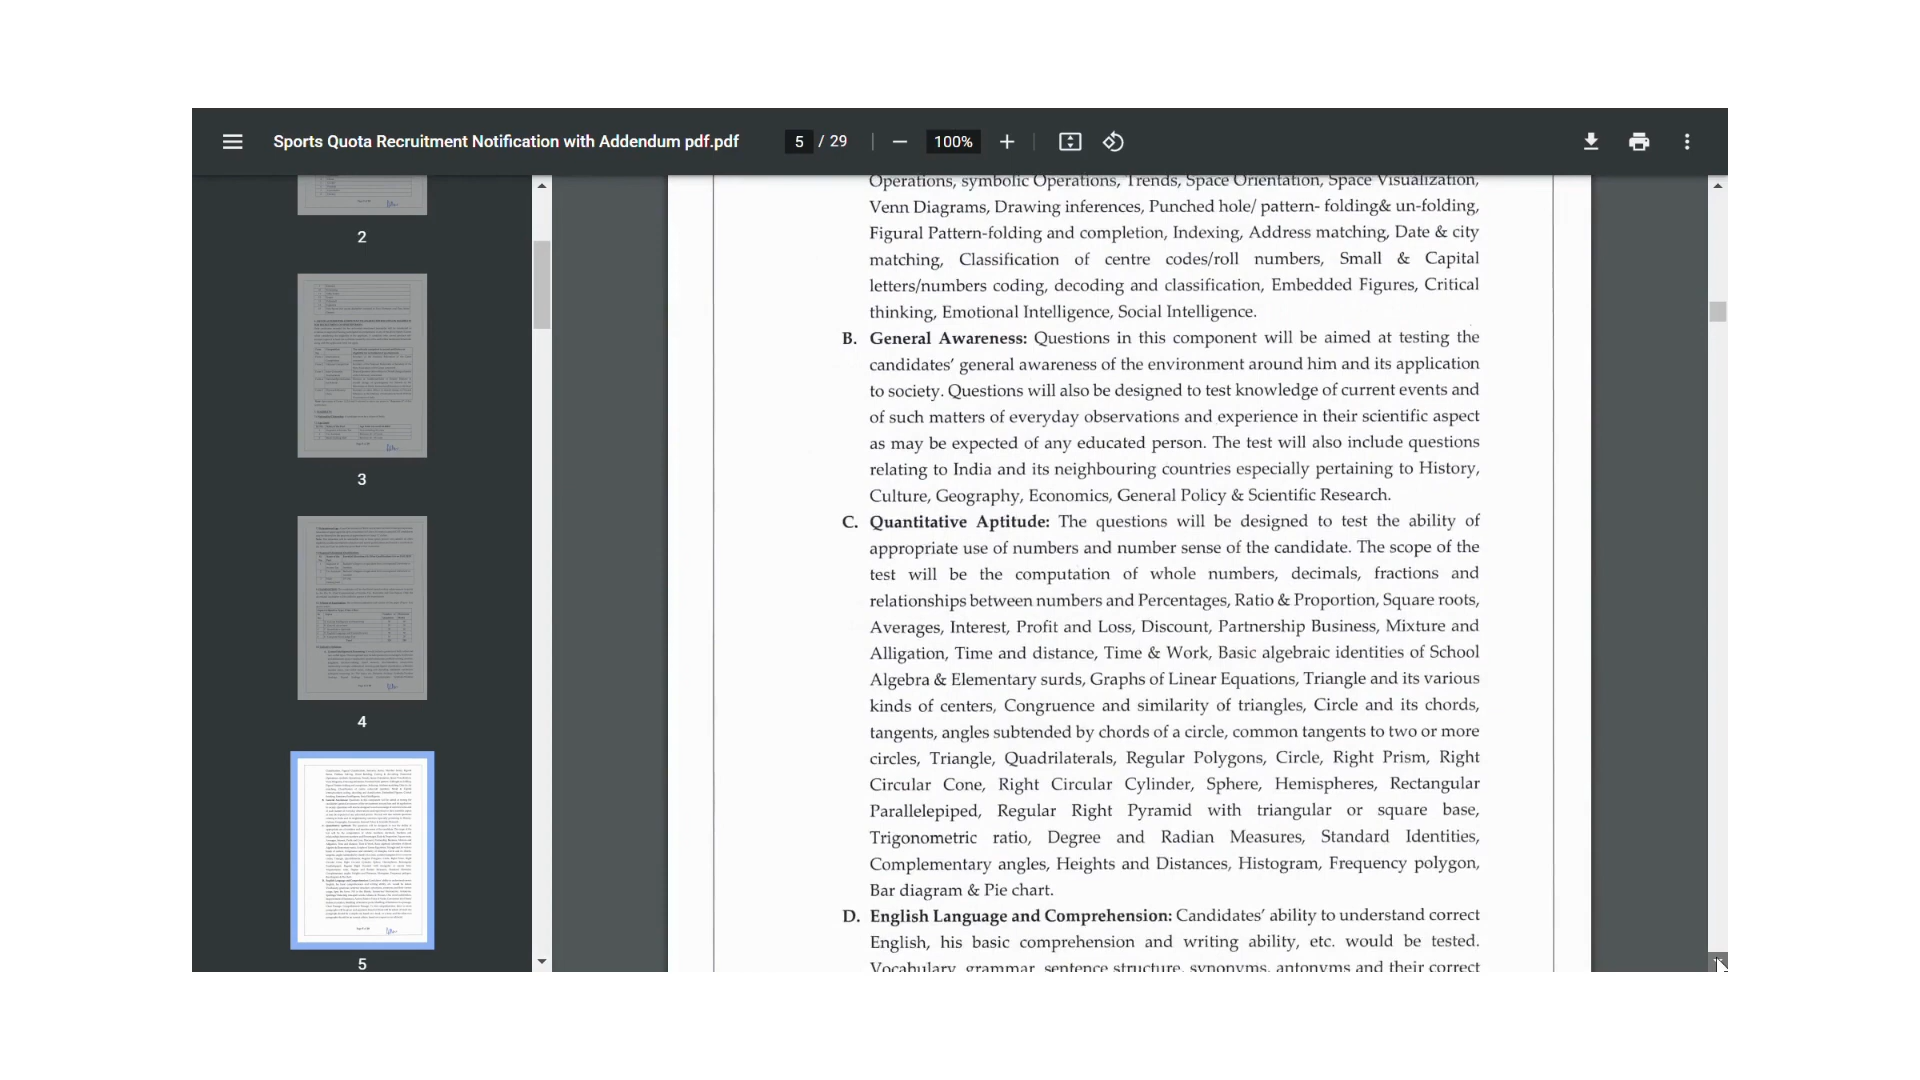 Sports Quota Recruitment Notification with Addendum pdf.pdf 5 / 29 100%
2
3
4
5
Operations, symbolic Operations, Trends, Space Orientation, Space Visualization,
Venn Diagrams, Drawing inferences, Punched hole/ pattern- folding& un-folding,
Figural Pattern-folding and completion, Indexing, Address matching, Date & city
matching, Classification of centre codes/roll numbers, Small & Capital
letters/numbers coding, decoding and classification, Embedded Figures, Critical
thinking, Emotional Intelligence, Social Intelligence.
B. General Awareness: Questions in this component will be aimed at testing the
candidates' general awareness of the environment around him and its application
to society. Questions will also be designed to test knowledge of current events and
of such matters of everyday observations and experience in their scientific aspect
as may be expected of any educated person. The test will also include questions
relating to India and its neighbouring countries especially pertaining to History,
Culture, Geography, Economics, General Policy & Scientific Research.
C. Quantitative Aptitude: The questions will be designed to test the ability of
appropriate use of numbers and number sense of the candidate. The scope of the
test will be the computation of whole numbers, decimals, fractions and
relationships between numbers and Percentages, Ratio & Proportion, Square roots,
Averages, Interest, Profit and Loss, Discount, Partnership Business, Mixture and
Alligation, Time and distance, Time & Work, Basic algebraic identities of School
Algebra & Elementary surds, Graphs of Linear Equations, Triangle and its various
kinds of centers, Congruence and similarity of triangles, Circle and its chords,
tangents, angles subtended by chords of a circle, common tangents to two or more
circles, Triangle, Quadrilaterals, Regular Polygons, Circle, Right Prism, Right
Circular Cone, Right Circular Cylinder, Sphere, Hemispheres, Rectangular
Parallelepiped, Regular Right Pyramid with triangular or square base,
Trigonometric ratio, Degree and Radian Measures, Standard Identities,
Complementary angles, Heights and Distances, Histogram, Frequency polygon,
Bar diagram & Pie chart.
D. English Language and Comprehension: Candidates' ability to understand correct
English, his basic comprehension and writing ability, etc. would be tested.
Vocabulary, grammar, sentence structure, synonyms, antonyms and their correct